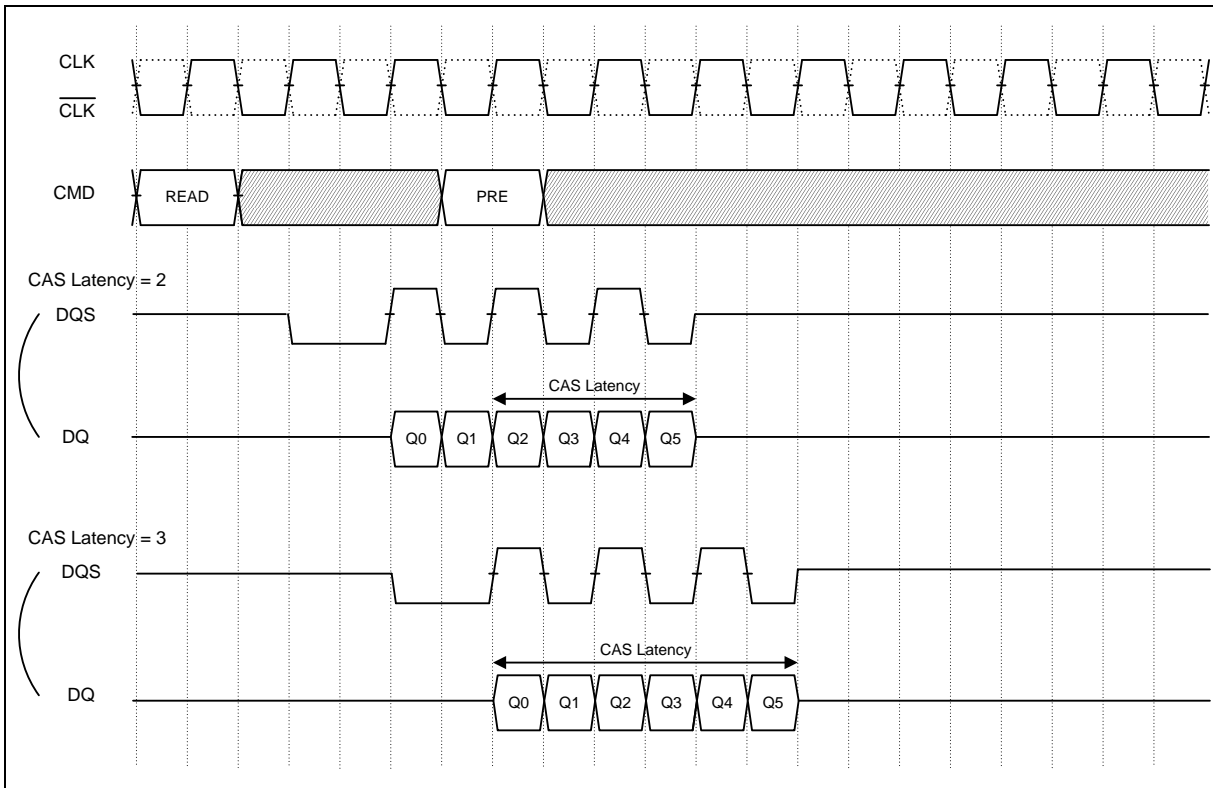 CLK
CLK
CMD
READ
PRE
CAS Latency = 2
DQS
CAS Latency
DQ
Q0 Q1 Q2 Q3 Q4 Q5
CAS Latency = 3
DQS
CAS Latency
DQ
Q0 Q1 Q2 Q3 Q4 Q5